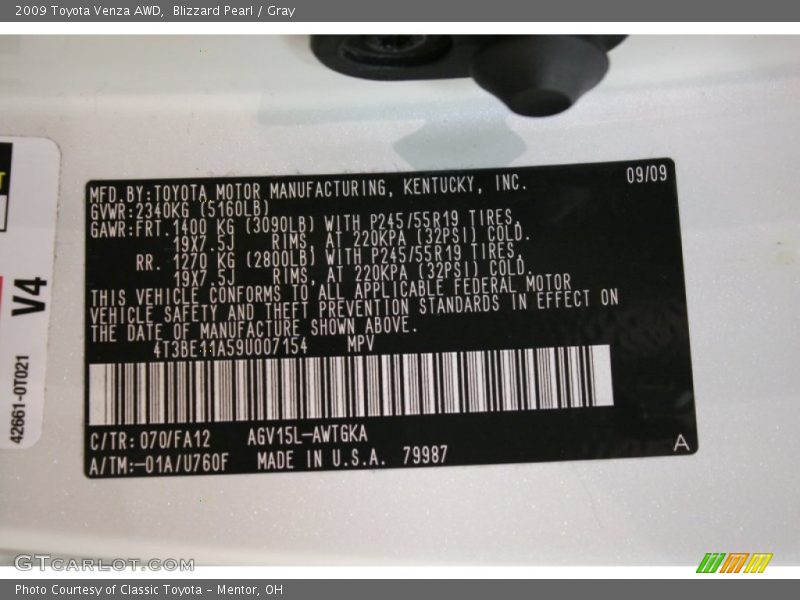 2009 Toyota Venza AWD,  Blizzard Pearl / Gray
MFD.BY:TOYOTA MOTOR MANUFACTURING, KENTUCKY, INC. 09/09
GVWR:2340KG (5160LB)
GAWR:FRT.1400 KG (3090LB) WITH P245/55R19 TIRES,
19X7.5J RIMS, AT 220KPA (32PSI) COLD.
RR. 1270 KG (2800LB) WITH P245/55R19 TIRES,
19X7.5J RIMS, AT 220KPA (32PSI) COLD.
THIS VEHICLE CONFORMS TO ALL APPLICABLE FEDERAL MOTOR
VEHICLE SAFETY AND THEFT PREVENTION STANDARDS IN EFFECT ON
THE DATE OF MANUFACTURE SHOWN ABOVE.
4T3BE11A59U007154 MPV
C/TR:070/FA12 AGV15L-AWTGKA
A/TM:-01A/U760F MADE IN U.S.A. 79987
A
V4
42661-0T021
GTCARLOT.COM
Photo Courtesy of Classic Toyota - Mentor, OH